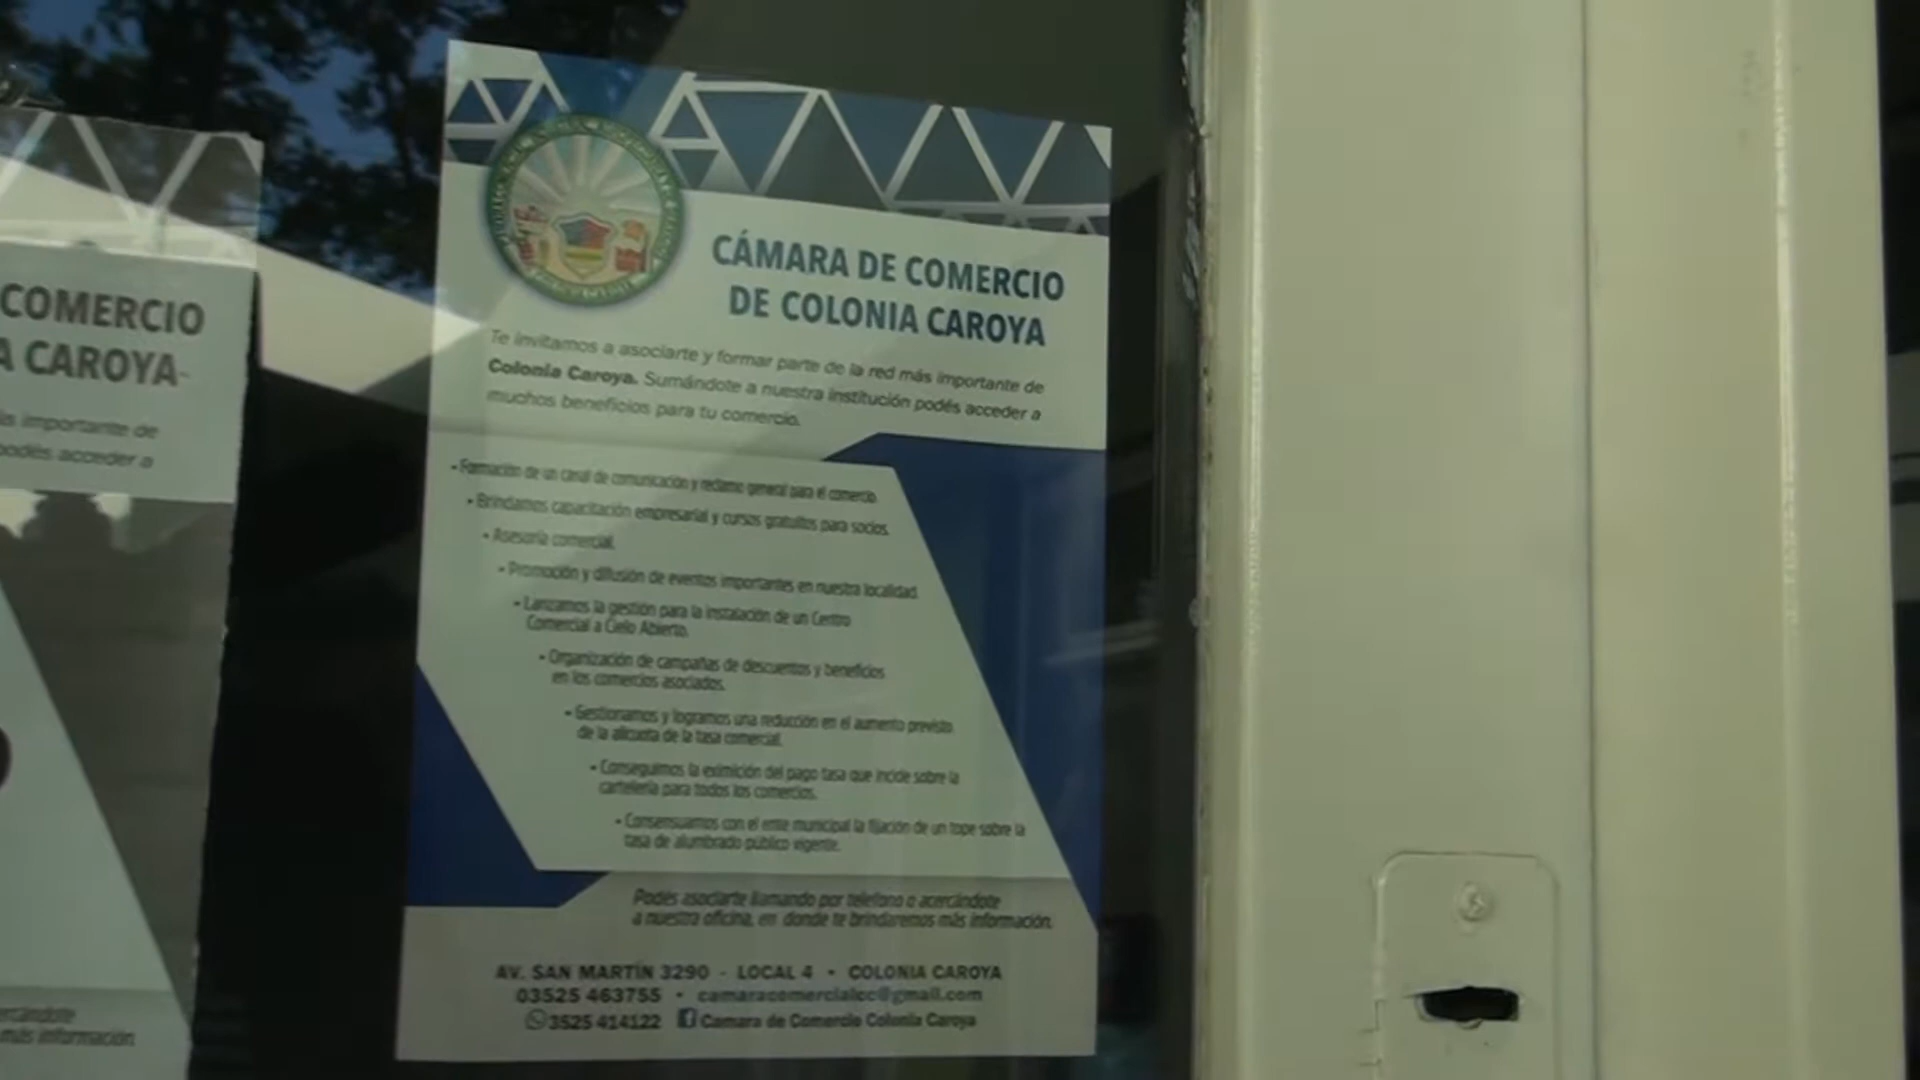 COMERCIO
A CAROYA
importante de
podés acceder a
más información.
CÁMARA DE COMERCIO
DE COLONIA CAROYA
Te invitamos a asociarte y formar parte de la red más importante de
Colonia Caroya. Sumándote a nuestra institución podés acceder a
muchos beneficios para tu comercio.
• Formación de un canal de comunicación y reclamo general para el comercio.
• Brindamos capacitación empresarial y cursos gratuitos para socios.
• Asesoría comercial.
• Promoción y difusión de eventos importantes en nuestra localidad.
• Lanzamos la gestión para la instalación de un Centro
Comercial a Cielo Abierto.
• Organización de campañas de descuentos y beneficios
en los comercios asociados.
• Gestionamos y logramos una reducción en el aumento previsto
de la alícuota de la tasa comercial.
• Conseguimos la eximición del pago tasa que incide sobre la
cartelería para todos los comercios.
• Consensuamos con el ente municipal la fijación de un tope sobre la
tasa de alumbrado público vigente.
Podés asociarte llamando por teléfono o acercándote
a nuestra oficina, en donde te brindaremos más información.
AV. SAN MARTÍN 3290 - LOCAL 4 • COLONIA CAROYA
03525 463755 • camaracomercialcc@gmail.com
3525 414122 Camara de Comercio Colonia Caroya